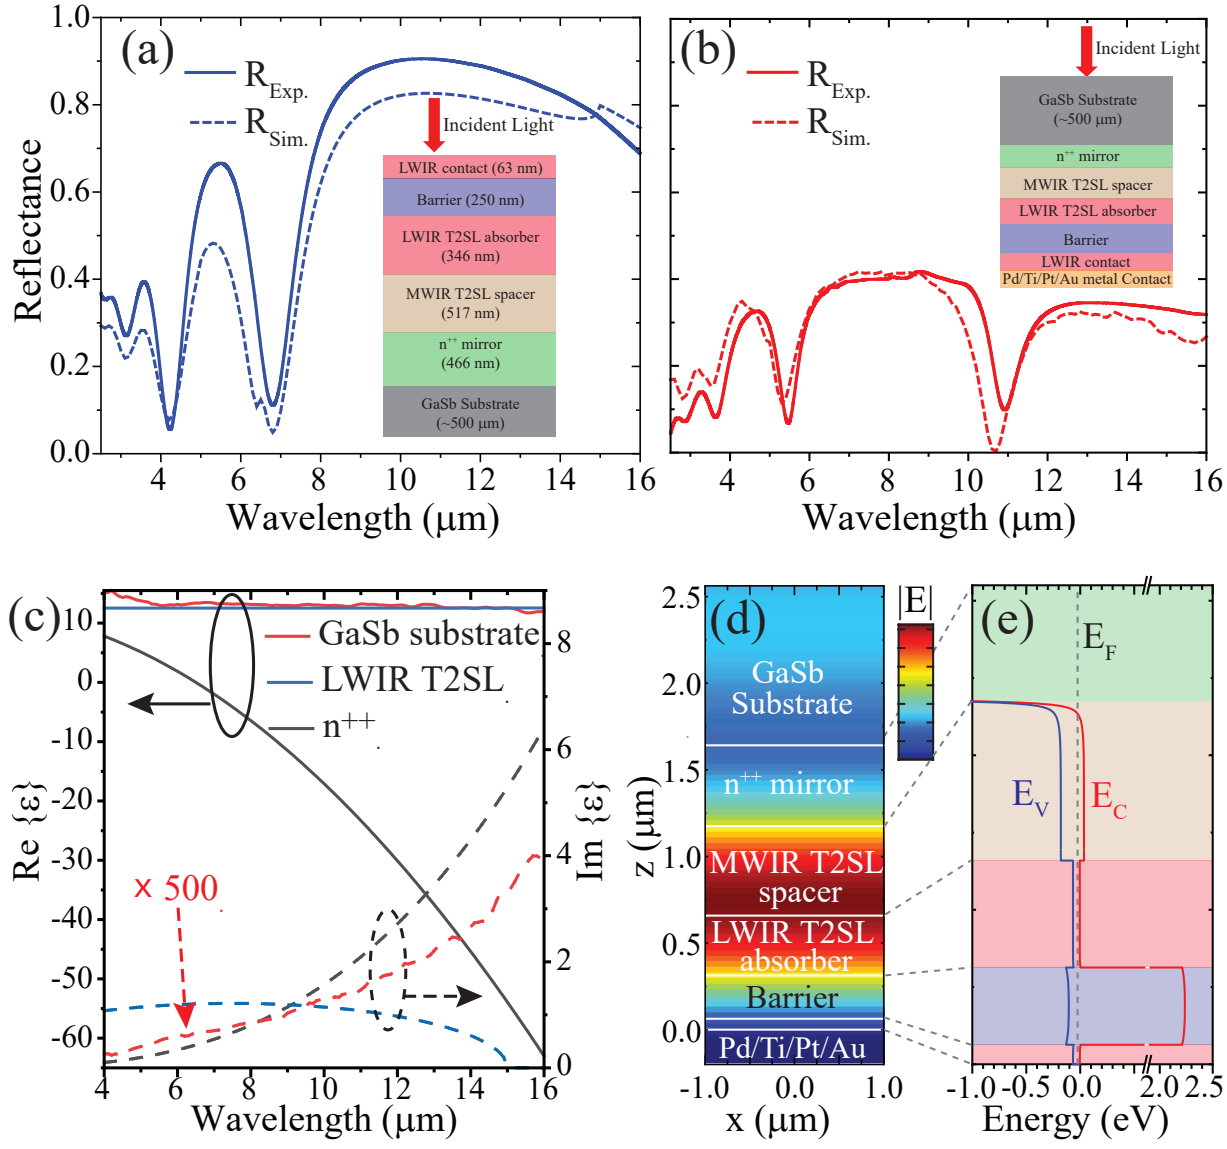 (a)
R_Exp.
R_Sim.
Incident Light
LWIR contact (63 nm)
Barrier (250 nm)
LWIR T2SL absorber
(346 nm)
MWIR T2SL spacer
(517 nm)
n⁺⁺ mirror
(466 nm)
GaSb Substrate
(~500 μm)
Reflectance
1.0
0.8
0.6
0.4
0.2
0.0
4 6 8 10 12 14 16
Wavelength (μm)
(b)
R_Exp.
R_Sim.
Incident Light
GaSb Substrate
(~500 μm)
n⁺⁺ mirror
MWIR T2SL spacer
LWIR T2SL absorber
Barrier
LWIR contact
Pd/Ti/Pt/Au metal Contact
4 6 8 10 12 14 16
Wavelength (μm)
(c)
GaSb substrate
LWIR T2SL
n⁺⁺
× 500
Re {ε}
10
0
-10
-20
-30
-40
-50
-60
Im {ε}
8
6
4
2
0
4 6 8 10 12 14 16
Wavelength (μm)
(d)
|E|
GaSb
Substrate
n⁺⁺ mirror
MWIR T2SL
spacer
LWIR T2SL
absorber
Barrier
Pd/Ti/Pt/Au
z (μm)
2.5
2.0
1.5
1.0
0.5
0.0
-1.0 0.0 1.0
x (μm)
(e)
E_F
E_V
E_C
-1.0 -0.5 0.0 2.0 2.5
Energy (eV)